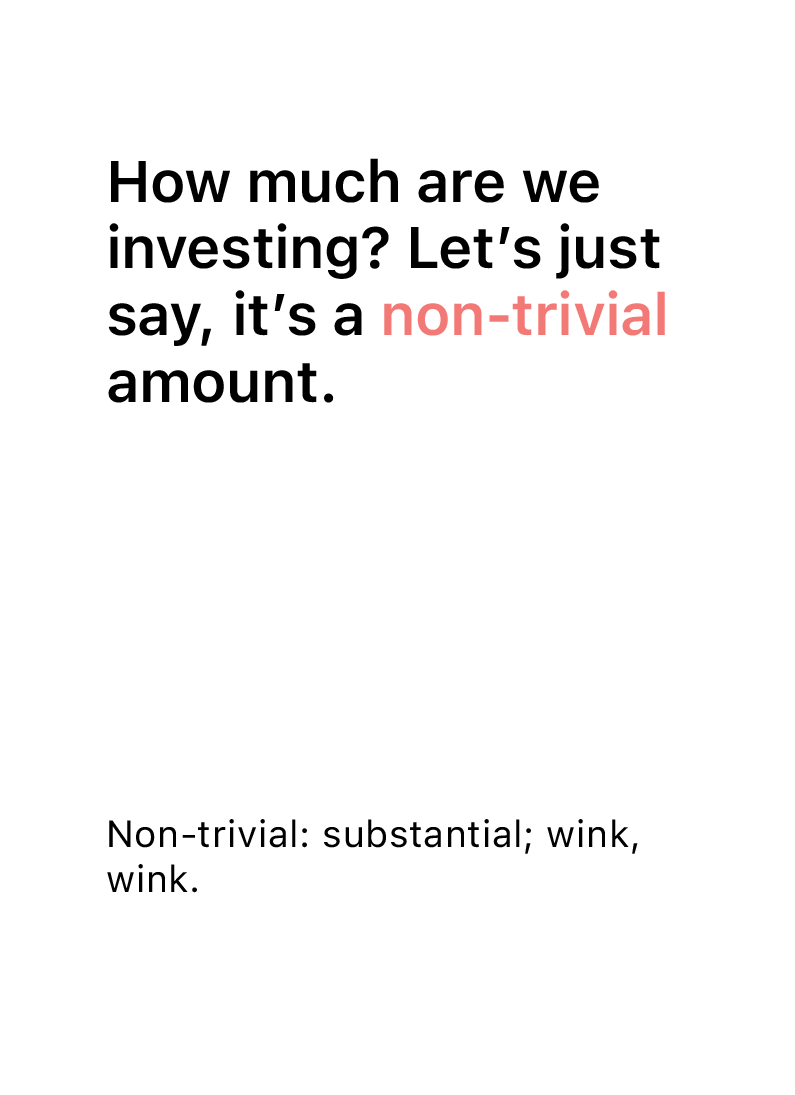 How much are we
investing? Let’s just
say, it’s a non-trivial
amount.
Non-trivial: substantial; wink,
wink.